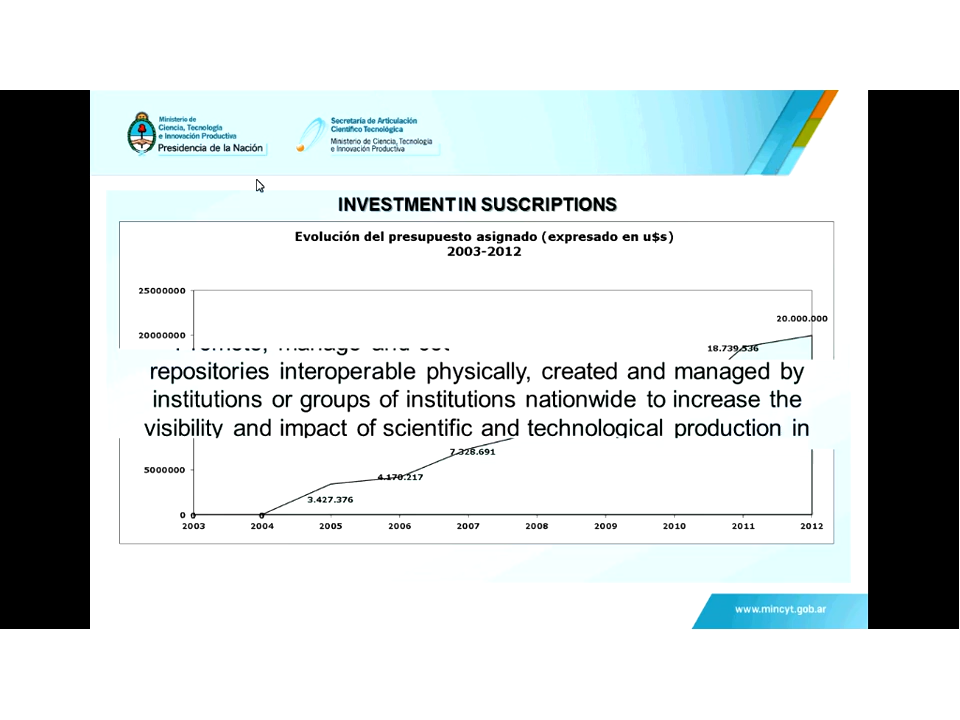 Ministerio de
Ciencia, Tecnología
e Innovación Productiva
Presidencia de la Nación
Secretaría de Articulación
Científico Tecnológica
Ministerio de Ciencia, Tecnología
e Innovación Productiva
INVESTMENT IN SUSCRIPTIONS
Evolución del presupuesto asignado (expresado en u$s)
2003-2012
25000000
20.000.000
20000000
18.739.536
repositories interoperable physically, created and managed by
institutions or groups of institutions nationwide to increase the
visibility and impact of scientific and technological production in
7.328.691
5000000
4.170.217
3.427.376
0 0 0
2003 2004 2005 2006 2007 2008 2009 2010 2011 2012
www.mincyt.gob.ar